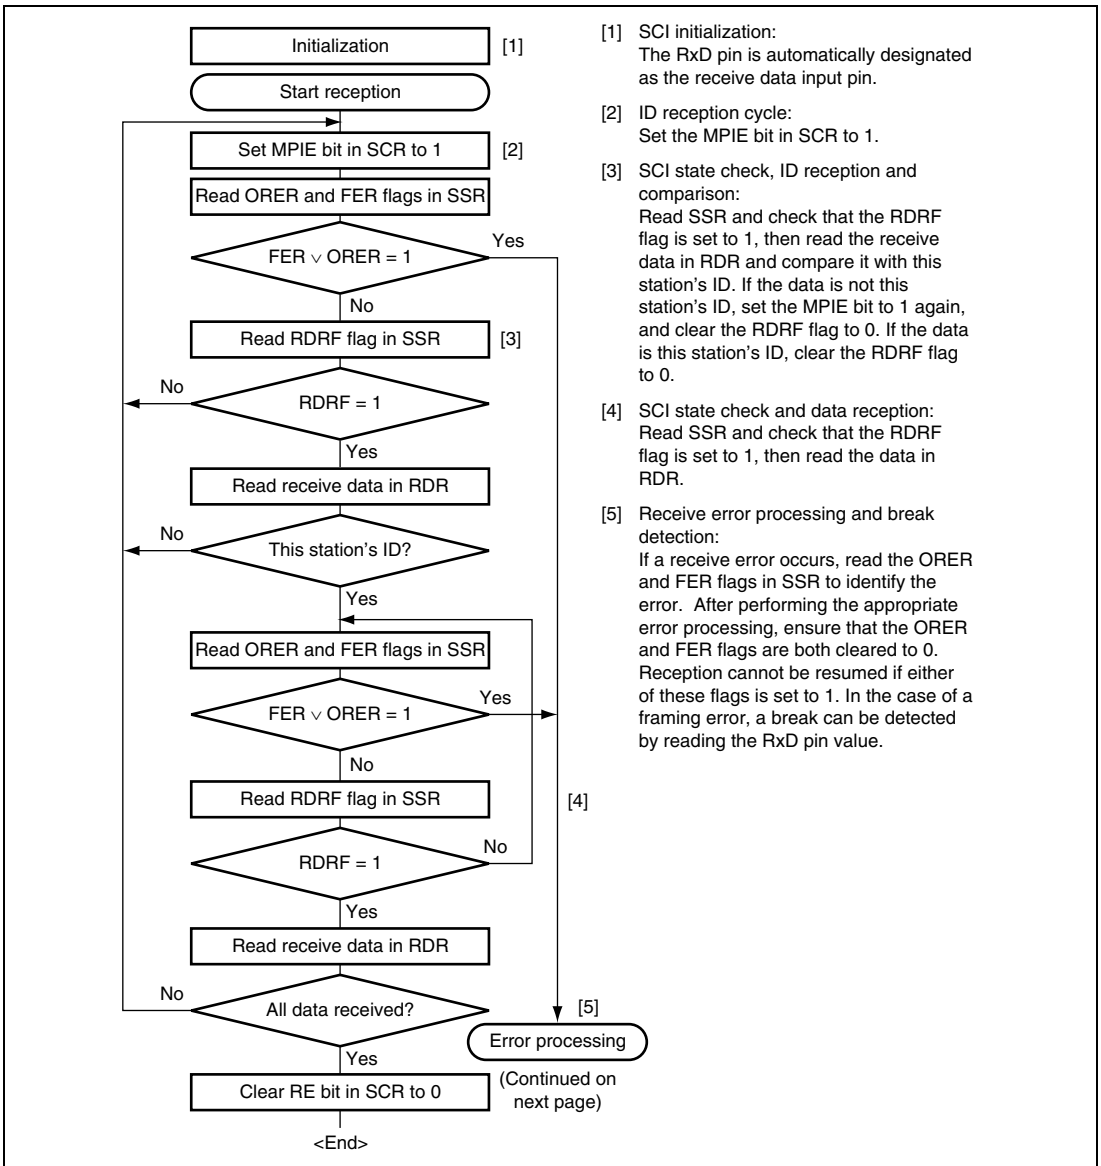 Initialization [1]
Start reception
Set MPIE bit in SCR to 1 [2]
Read ORER and FER flags in SSR
FER ∨ ORER = 1
Yes
No
Read RDRF flag in SSR [3]
No
RDRF = 1
Yes
Read receive data in RDR
No
This station's ID?
Yes
Read ORER and FER flags in SSR
Yes
FER ∨ ORER = 1
No
Read RDRF flag in SSR
[4]
No
RDRF = 1
Yes
Read receive data in RDR
No
All data received?
[5]
Error processing
Yes
(Continued on
next page)
Clear RE bit in SCR to 0
<End>
[1] SCI initialization:
The RxD pin is automatically designated
as the receive data input pin.
[2] ID reception cycle:
Set the MPIE bit in SCR to 1.
[3] SCI state check, ID reception and
comparison:
Read SSR and check that the RDRF
flag is set to 1, then read the receive
data in RDR and compare it with this
station's ID. If the data is not this
station's ID, set the MPIE bit to 1 again,
and clear the RDRF flag to 0. If the data
is this station's ID, clear the RDRF flag
to 0.
[4] SCI state check and data reception:
Read SSR and check that the RDRF
flag is set to 1, then read the data in
RDR.
[5] Receive error processing and break
detection:
If a receive error occurs, read the ORER
and FER flags in SSR to identify the
error. After performing the appropriate
error processing, ensure that the ORER
and FER flags are both cleared to 0.
Reception cannot be resumed if either
of these flags is set to 1. In the case of a
framing error, a break can be detected
by reading the RxD pin value.